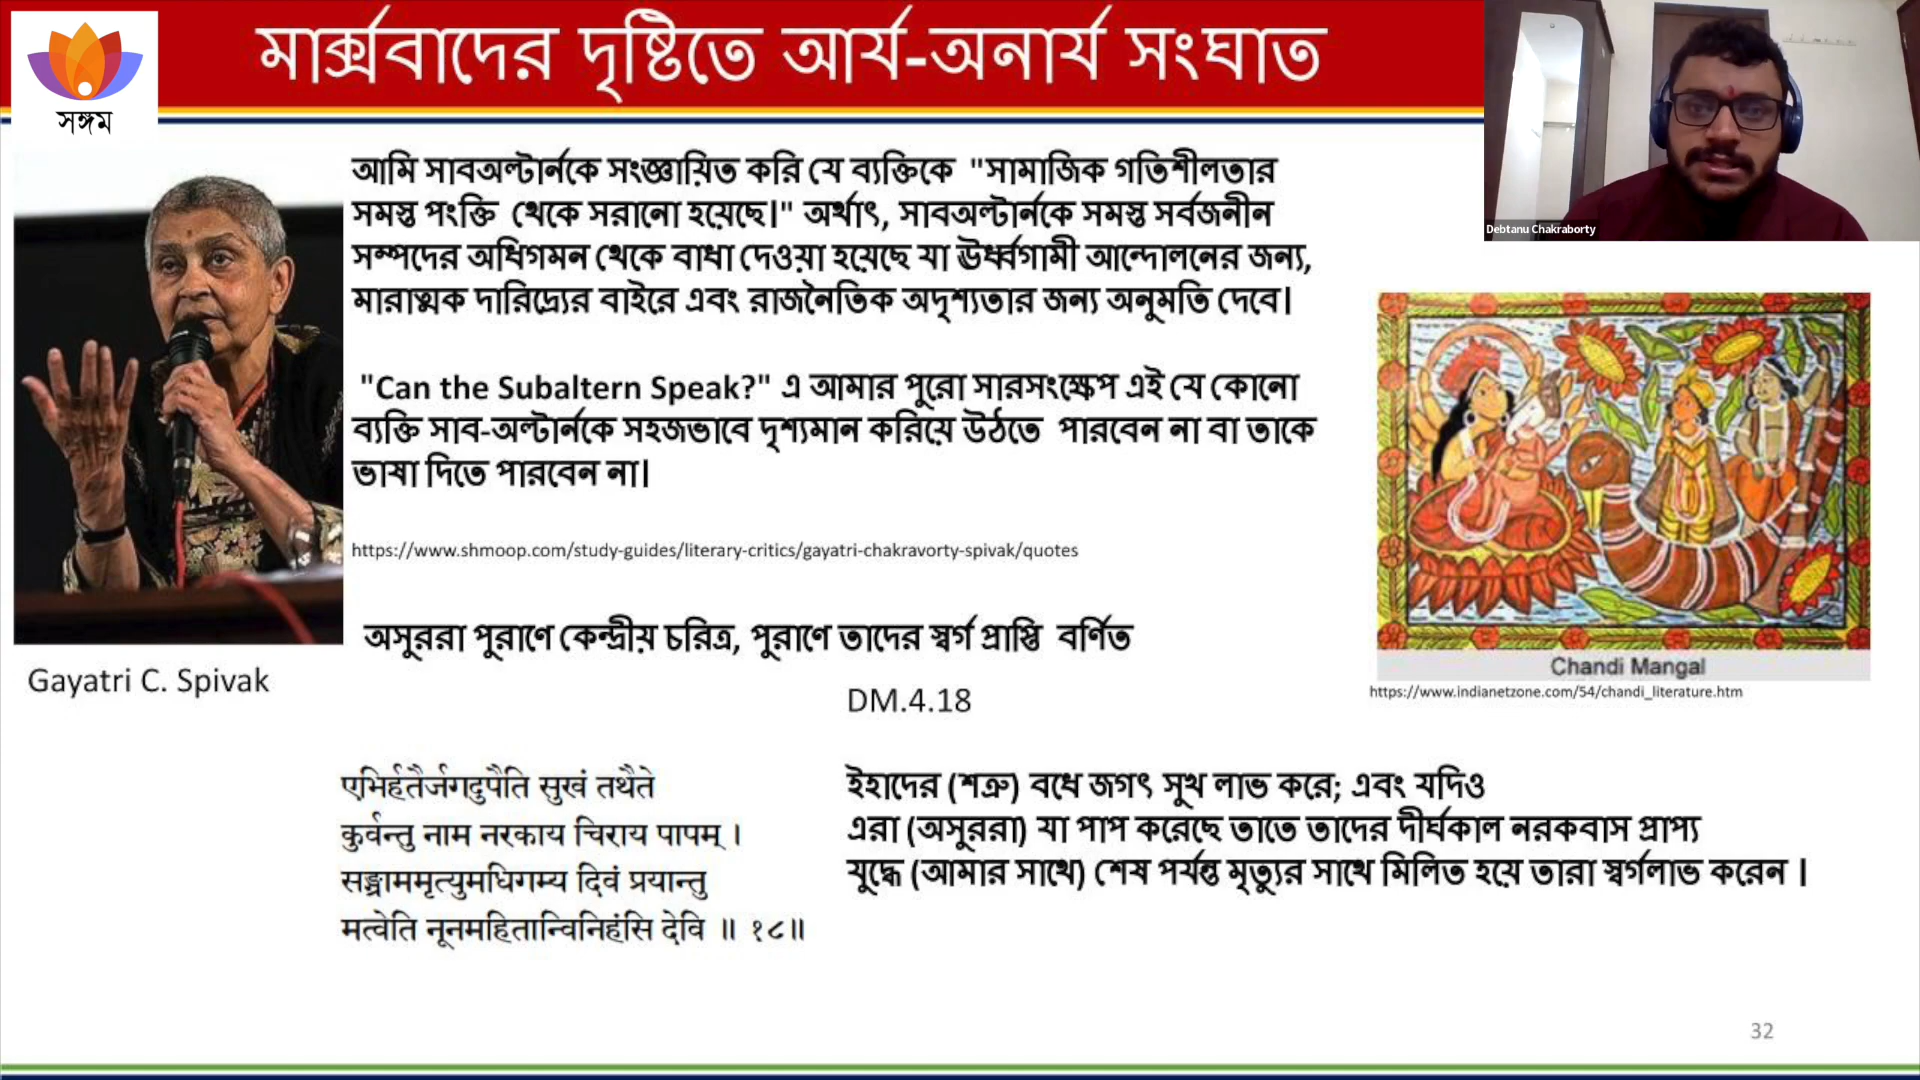 মার্ক্সবাদের দৃষ্টিতে আর্য-অনার্য সংঘাত
সঙ্গম
Debtanu Chakraborty
আমি সাবঅল্টার্নকে সংজ্ঞায়িত করি যে ব্যক্তিকে "সামাজিক গতিশীলতার
সমস্ত পংক্তি থেকে সরানো হয়েছে।" অর্থাৎ, সাবঅল্টার্নকে সমস্ত সর্বজনীন
সম্পদের অধিগমন থেকে বাধা দেওয়া হয়েছে যা ঊর্ধ্বগামী আন্দোলনের জন্য,
মারাত্মক দারিদ্র্যের বাইরে এবং রাজনৈতিক অদৃশ্যতার জন্য অনুমতি দেবে।
"Can the Subaltern Speak?" এ আমার পুরো সারসংক্ষেপ এই যে কোনো
ব্যক্তি সাব-অল্টার্নকে সহজভাবে দৃশ্যমান করিয়ে উঠতে পারবেন না বা তাকে
ভাষা দিতে পারবেন না।
https://www.shmoop.com/study-guides/literary-critics/gayatri-chakravorty-spivak/quotes
অসুররা পুরাণে কেন্দ্রীয় চরিত্র, পুরাণে তাদের স্বর্গ প্রাপ্তি বর্ণিত
Gayatri C. Spivak
Chandi Mangal
https://www.indianetzone.com/54/chandi_literature.htm
DM.4.18
एभिर्हतैर्जगदुपैति सुखं तथैते
कुर्वन्तु नाम नरकाय चिराय पापम् ।
सङ्ग्राममृत्युमधिगम्य दिवं प्रयान्तु
मत्वेति नूनमहितान्विनिहंसि देवि ॥ १८॥
ইহাদের (শত্রু) বধে জগৎ সুখ লাভ করে; এবং যদিও
এরা (অসুররা) যা পাপ করেছে তাতে তাদের দীর্ঘকাল নরকবাস প্রাপ্য
যুদ্ধে (আমার সাথে) শেষ পর্যন্ত মৃত্যুর সাথে মিলিত হয়ে তারা স্বর্গলাভ করেন ।
32